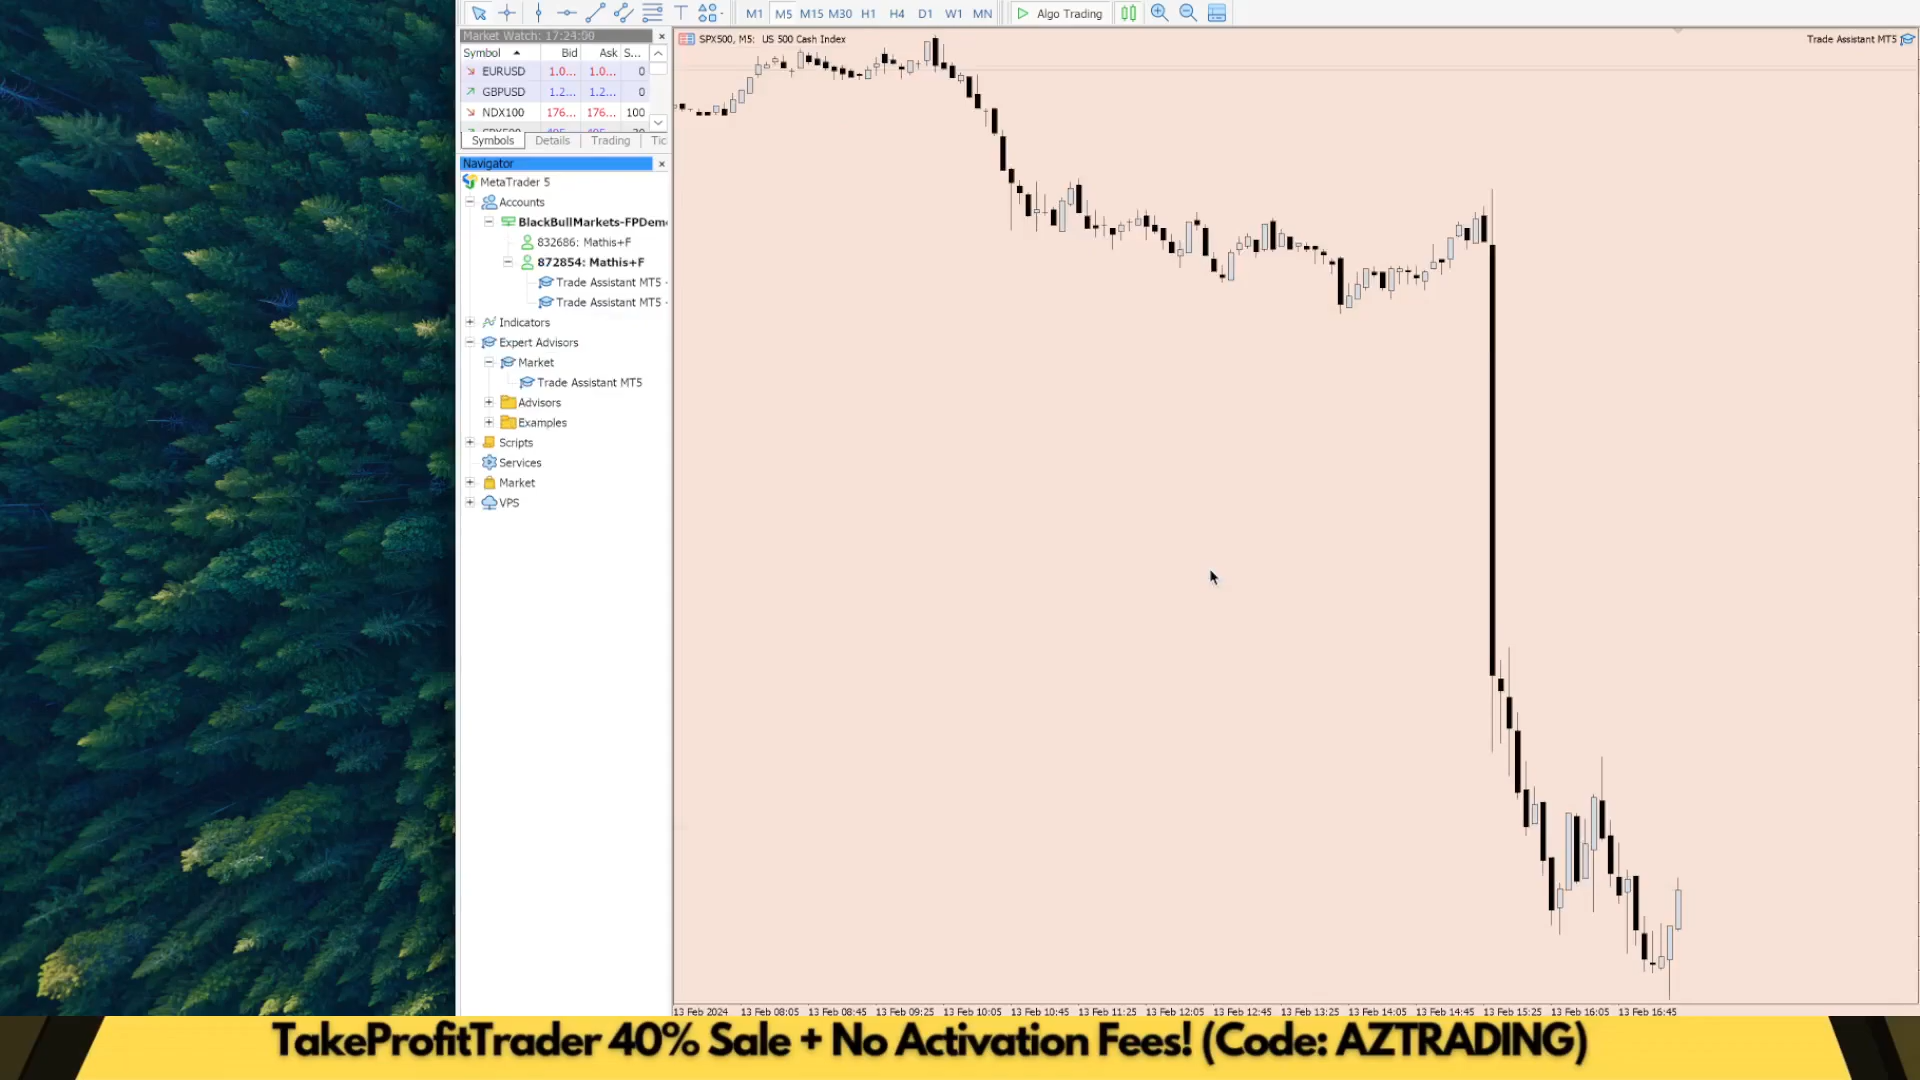 M1 M5 M15 M30 H1 H4 D1 W1 MN Algo Trading
Market Watch: 17:24:00
Symbol Bid Ask S...
EURUSD 1.0... 1.0... 0
GBPUSD 1.2... 1.2... 0
NDX100 176... 176... 100
Symbols Details Trading Tic
Navigator
MetaTrader 5
Accounts
BlackBullMarkets-FPDem
832686: Mathis+F
872854: Mathis+F
Trade Assistant MT5 -
Trade Assistant MT5 -
Indicators
Expert Advisors
Market
Trade Assistant MT5
Advisors
Examples
Scripts
Services
Market
VPS
SPX500, M5: US 500 Cash Index
Trade Assistant MT5
13 Feb 2024 13 Feb 08:05 13 Feb 08:45 13 Feb 09:25 13 Feb 10:05 13 Feb 10:45 13 Feb 11:25 13 Feb 12:05 13 Feb 12:45 13 Feb 13:25 13 Feb 14:05 13 Feb 14:45 13 Feb 15:25 13 Feb 16:05 13 Feb 16:45
TakeProfitTrader 40% Sale + No Activation Fees! (Code: AZTRADING)